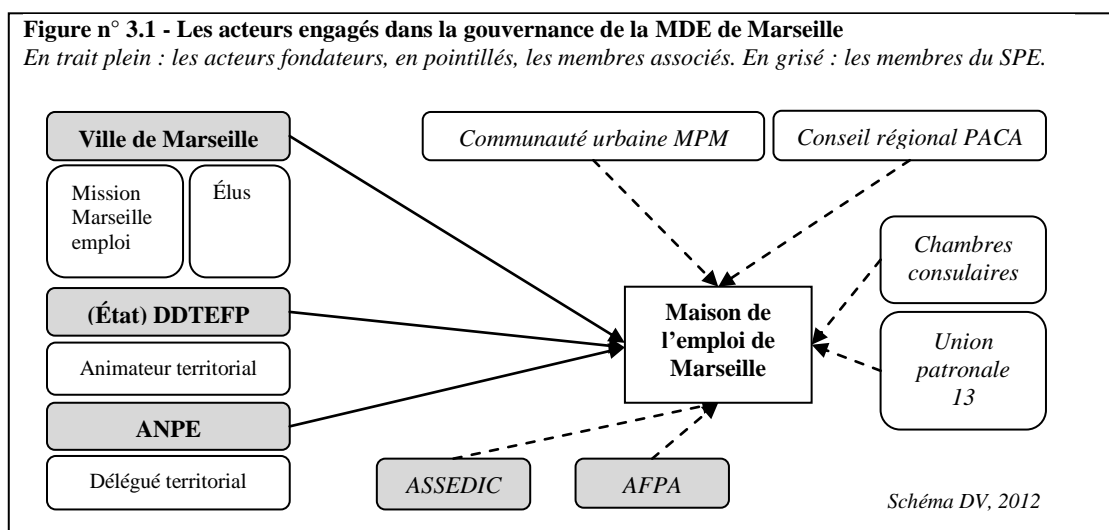 Figure n° 3.1 - Les acteurs engagés dans la gouvernance de la MDE de Marseille
En trait plein : les acteurs fondateurs, en pointillés, les membres associés. En grisé : les membres du SPE.
Ville de Marseille
Mission
Marseille
emploi
Élus
(État) DDTEFP
Animateur territorial
ANPE
Délégué territorial
Communauté urbaine MPM
Conseil régional PACA
Chambres
consulaires
Union
patronale
13
Maison de
l’emploi de
Marseille
ASSEDIC
AFPA
Schéma DV, 2012